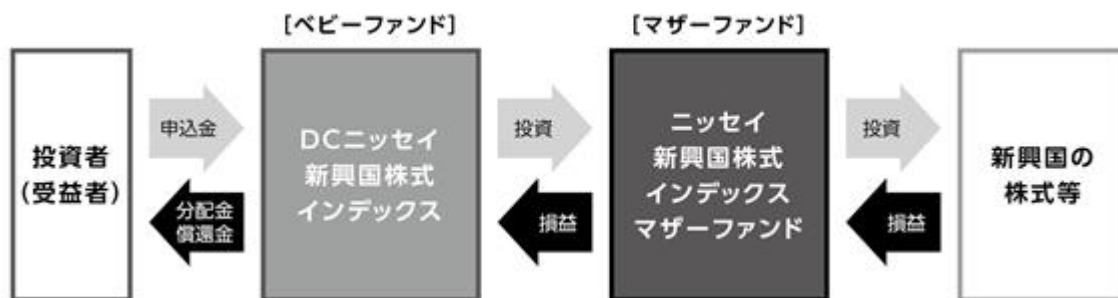 [ベビーファンド]
[マザーファンド]
投資者
(受益者)
申込金
分配金
償還金
DCニッセイ
新興国株式
インデックス
投資
損益
ニッセイ
新興国株式
インデックス
マザーファンド
投資
損益
新興国の
株式等